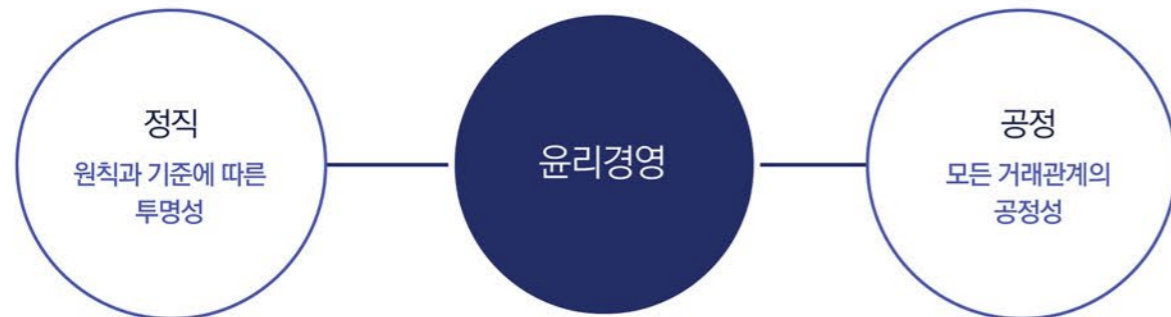 정직
원칙과 기준에 따른
투명성
윤리경영
공정
모든 거래관계의
공정성